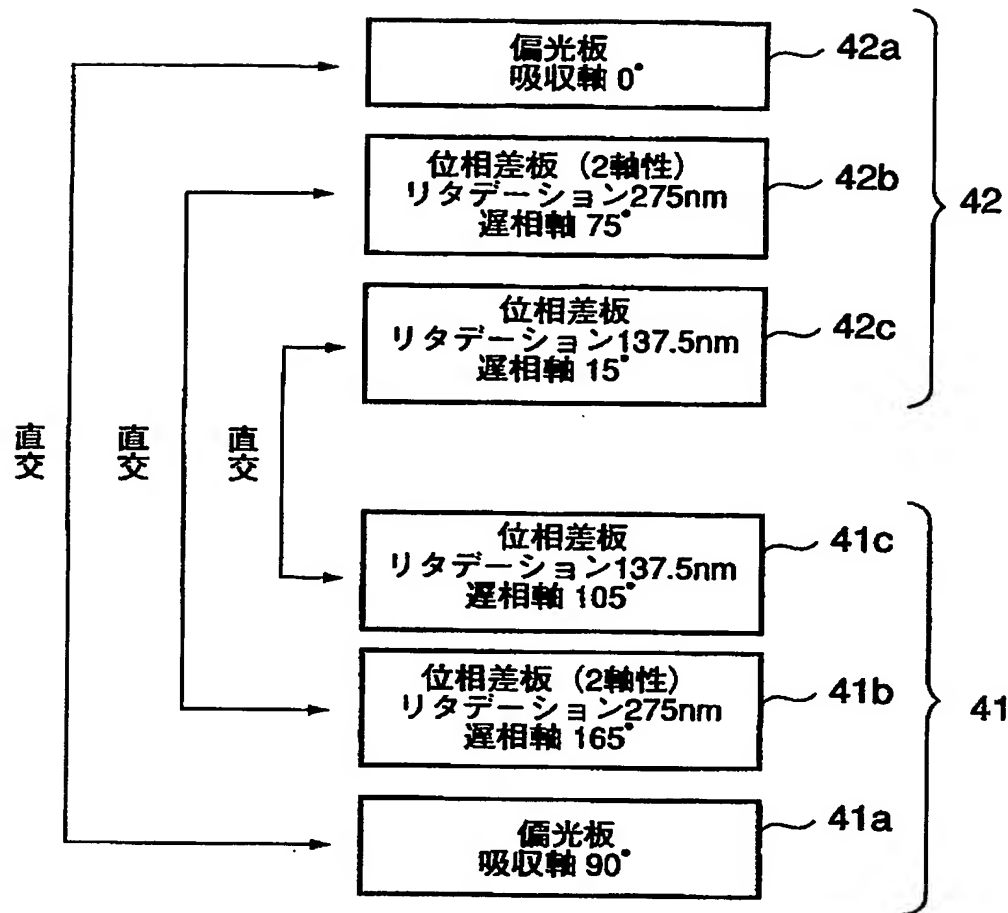 偏光板
吸収軸 0°
42a
位相差板（2軸性）
リタデーション275nm
遅相軸 75°
42b
42
位相差板
リタデーション137.5nm
遅相軸 15°
42c
直交
直交
直交
位相差板
リタデーション137.5nm
遅相軸 105°
41c
位相差板（2軸性）
リタデーション275nm
遅相軸 165°
41b
41
偏光板
吸収軸 90°
41a